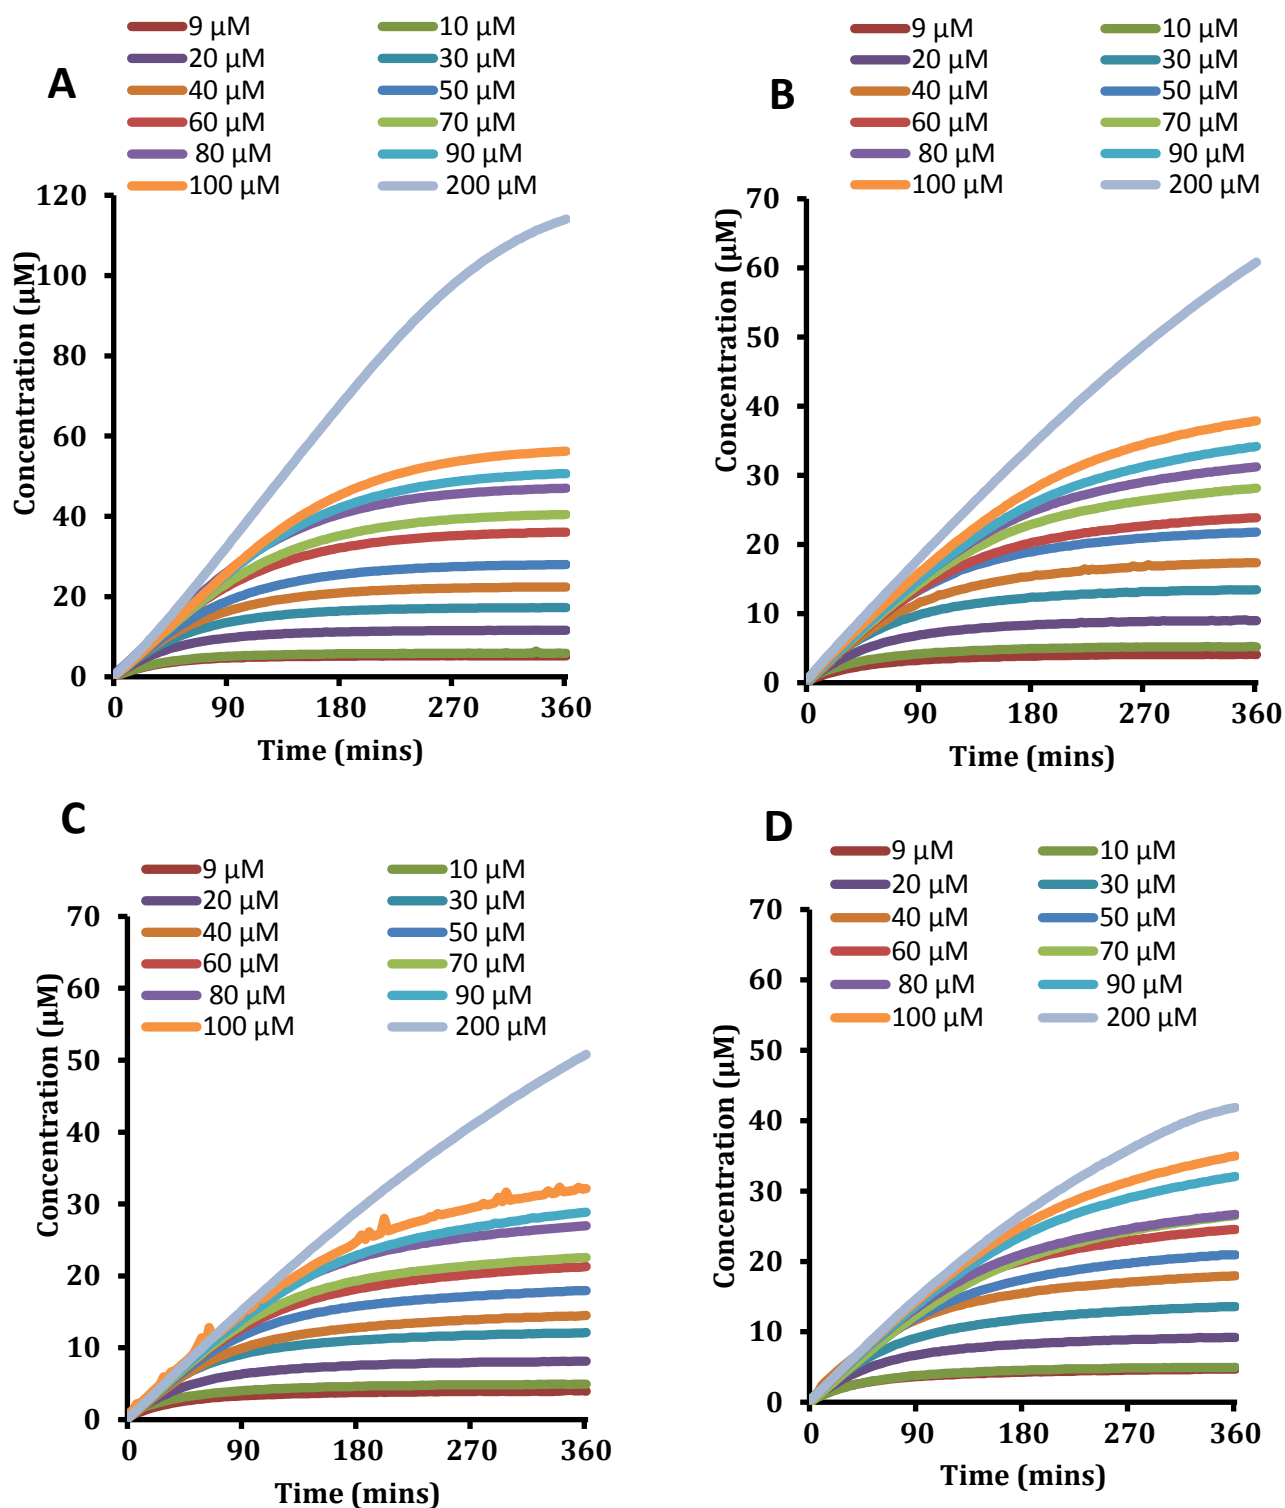 A
9 µM 10 µM
20 µM 30 µM
40 µM 50 µM
60 µM 70 µM
80 µM 90 µM
100 µM 200 µM
Concentration (µM)
120
100
80
60
40
20
0
0 90 180 270 360
Time (mins)
B
9 µM 10 µM
20 µM 30 µM
40 µM 50 µM
60 µM 70 µM
80 µM 90 µM
100 µM 200 µM
Concentration (µM)
70
60
50
40
30
20
10
0
0 90 180 270 360
Time (mins)
C
9 µM 10 µM
20 µM 30 µM
40 µM 50 µM
60 µM 70 µM
80 µM 90 µM
100 µM 200 µM
Concentration (µM)
70
60
50
40
30
20
10
0
0 90 180 270 360
Time (mins)
D
9 µM 10 µM
20 µM 30 µM
40 µM 50 µM
60 µM 70 µM
80 µM 90 µM
100 µM 200 µM
Concentration (µM)
70
60
50
40
30
20
10
0
0 90 180 270 360
Time (mins)